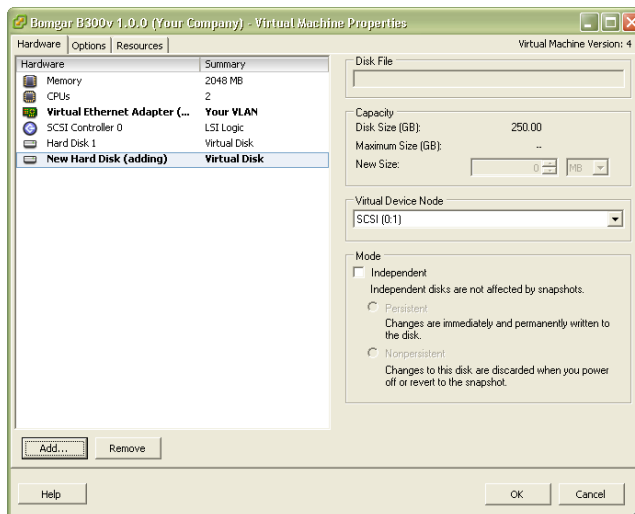 Bomgar B300v 1.0.0 (Your Company) - Virtual Machine Properties
Hardware Options Resources Virtual Machine Version: 4
Hardware Summary
Memory 2048 MB
CPUs 2
Virtual Ethernet Adapter (... Your VLAN
SCSI Controller 0 LSI Logic
Hard Disk 1 Virtual Disk
New Hard Disk (adding) Virtual Disk
Add... Remove
Disk File
Capacity
Disk Size (GB): 250.00
Maximum Size (GB): --
New Size: 0 MB
Virtual Device Node
SCSI (0:1)
Mode
Independent
Independent disks are not affected by snapshots.
Persistent
Changes are immediately and permanently written to
the disk.
Nonpersistent
Changes to this disk are discarded when you power
off or revert to the snapshot.
Help OK Cancel